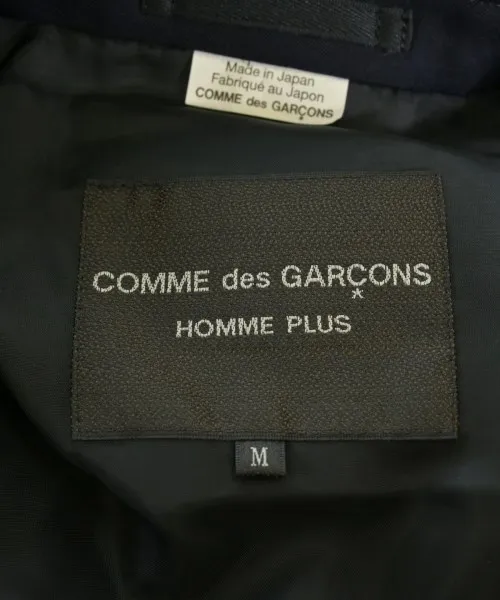 Made in Japan
Fabriqué au Japon
COMME des GARÇONS
COMME des GARÇONS
HOMME PLUS
M